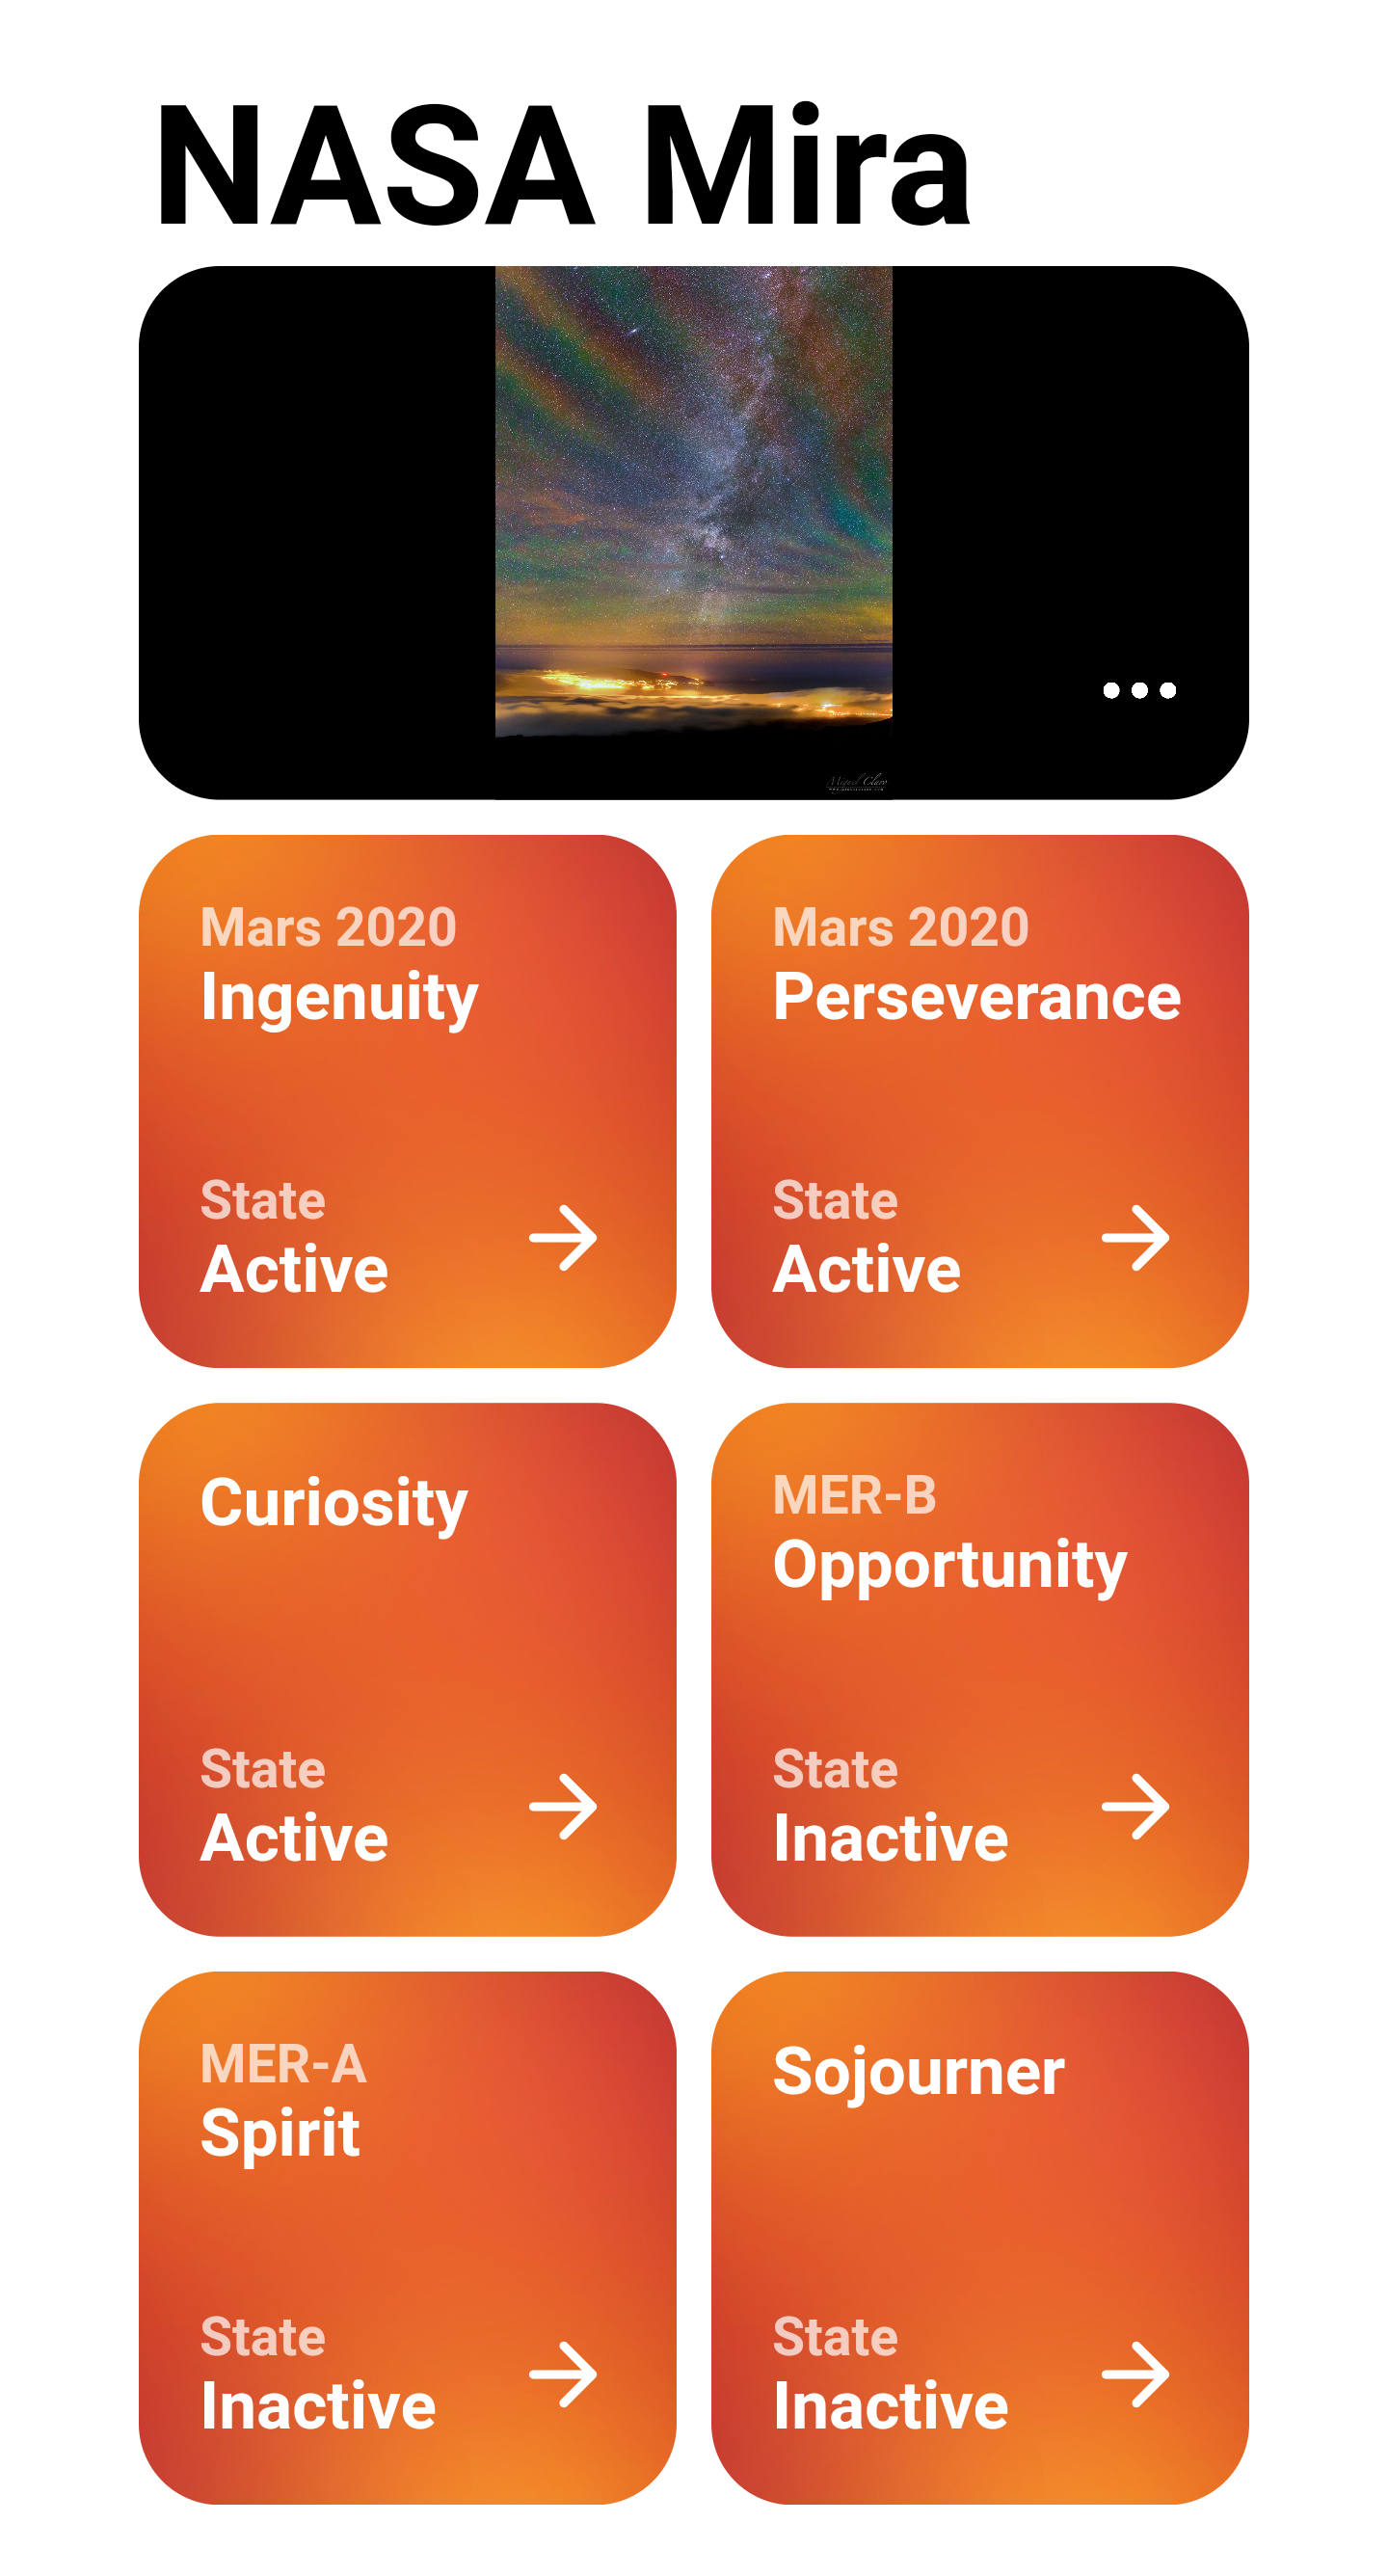 NASA Mira
Miguel Claro
Mars 2020
Ingenuity
State
Active
Mars 2020
Perseverance
State
Active
Curiosity
State
Active
MER-B
Opportunity
State
Inactive
MER-A
Spirit
State
Inactive
Sojourner
State
Inactive